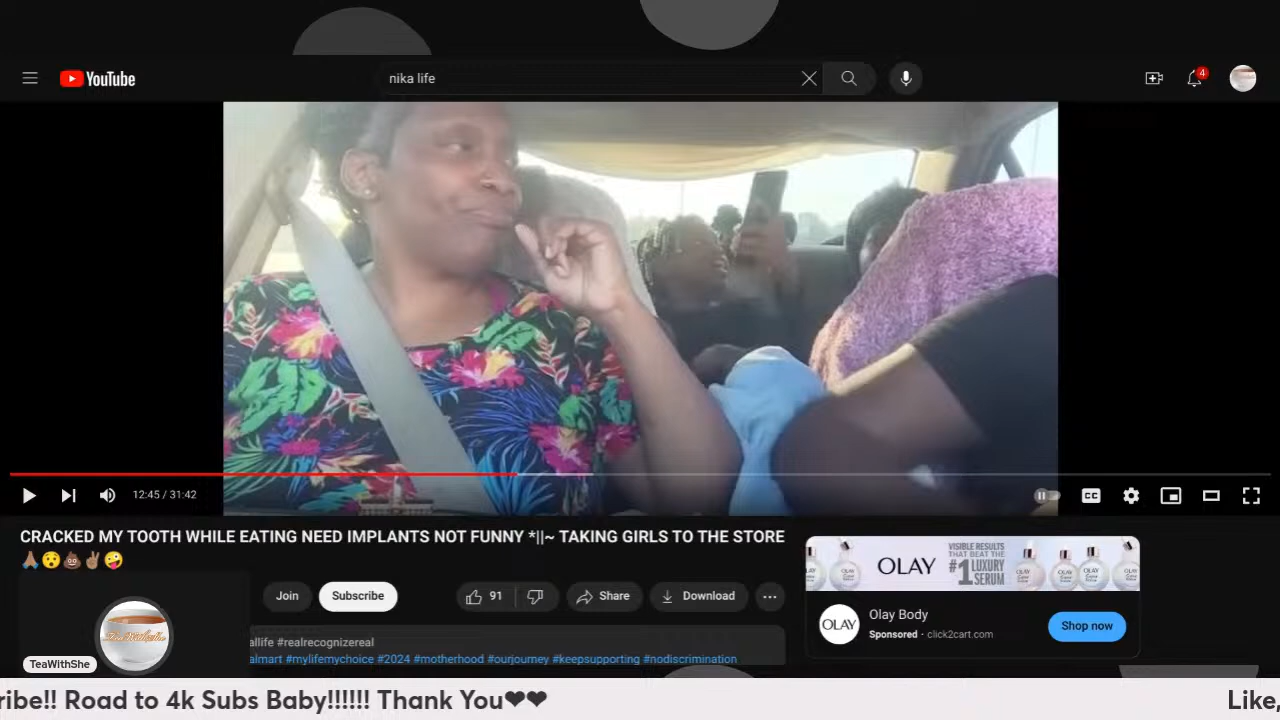 YouTube
nika life
4
12:45 / 31:42
CC
CRACKED MY TOOTH WHILE EATING NEED IMPLANTS NOT FUNNY *||~ TAKING GIRLS TO THE STORE
🙏🏽😯💩✌🏽🤪
Join
Subscribe
91
Share
Download
allife #realrecognizereal
almart #mylifemychoice #2024 #motherhood #ourjourney #keepsupporting #nodiscrimination
OLAY
VISIBLE RESULTS
THAT BEAT THE
#1 LUXURY
SERUM
OLAY
Olay Body
Sponsored · click2cart.com
Shop now
TeaWithShe
ribe!! Road to 4k Subs Baby!!!!!! Thank You❤❤
Like,